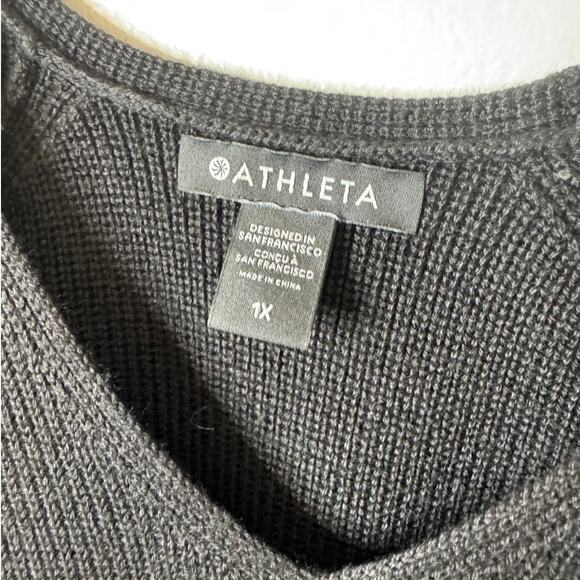 ATHLETA
DESIGNED IN
SAN FRANCISCO
CONÇU À
SAN FRANCISCO
MADE IN CHINA
1X